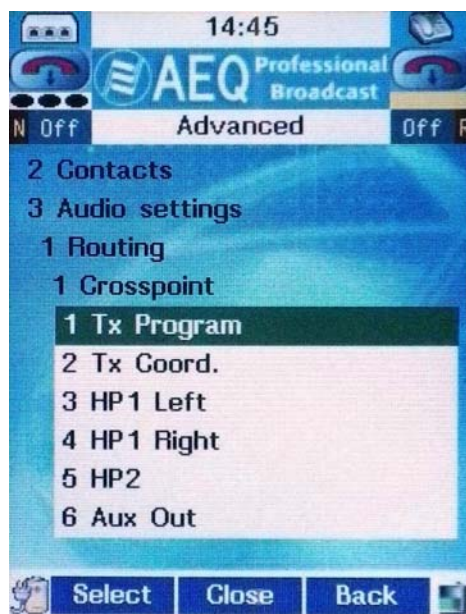 14:45
AEQ Professional Broadcast
N Off
Advanced
Off
2 Contacts
3 Audio settings
1 Routing
1 Crosspoint
1 Tx Program
2 Tx Coord.
3 HP1 Left
4 HP1 Right
5 HP2
6 Aux Out
Select Close Back